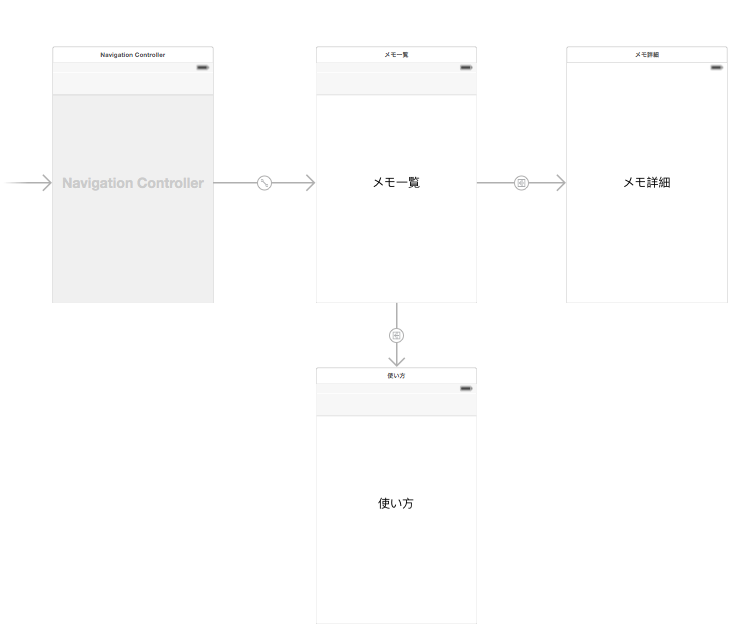 Navigation Controller
メモ一覧
メモ詳細
Navigation Controller
メモ一覧
メモ詳細
使い方
使い方